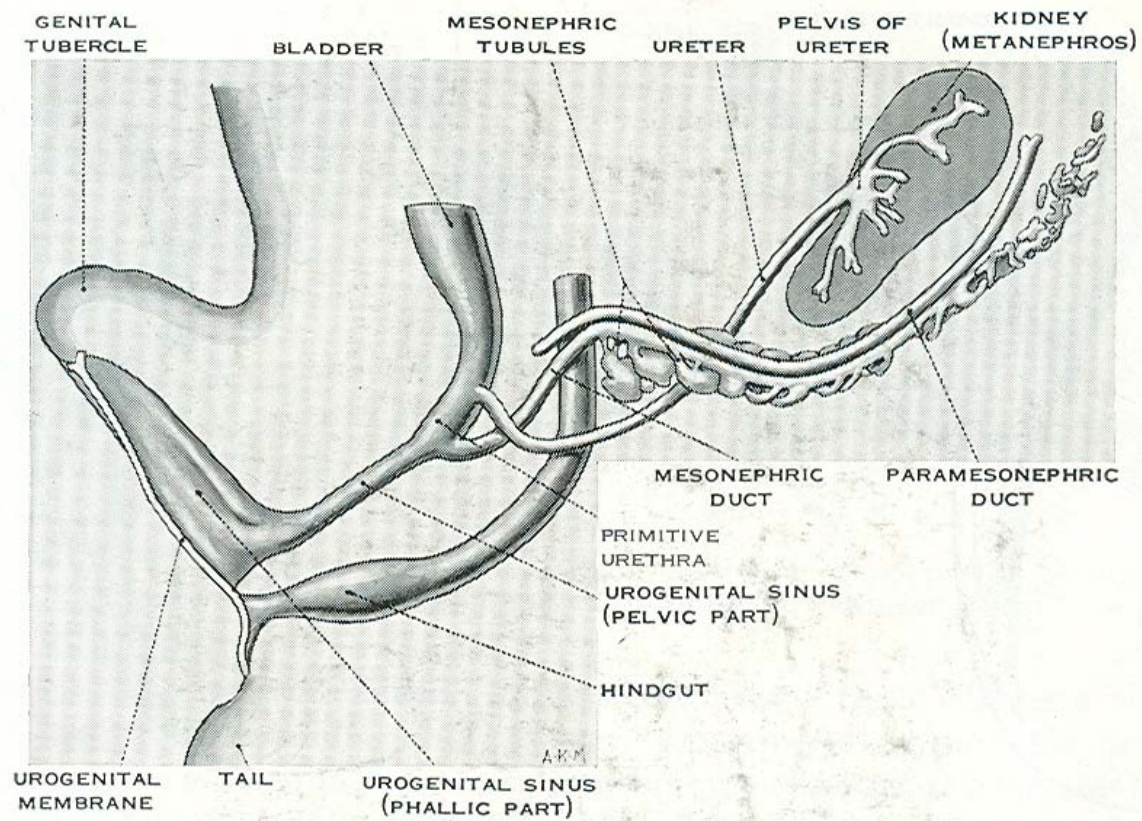 GENITAL
TUBERCLE
BLADDER
MESONEPHRIC
TUBULES
URETER
PELVIS OF
URETER
KIDNEY
(METANEPHROS)
MESONEPHRIC
DUCT
PARAMESONEPHRIC
DUCT
PRIMITIVE
URETHRA
UROGENITAL SINUS
(PELVIC PART)
HINDGUT
A·K·M
UROGENITAL
MEMBRANE
TAIL
UROGENITAL SINUS
(PHALLIC PART)